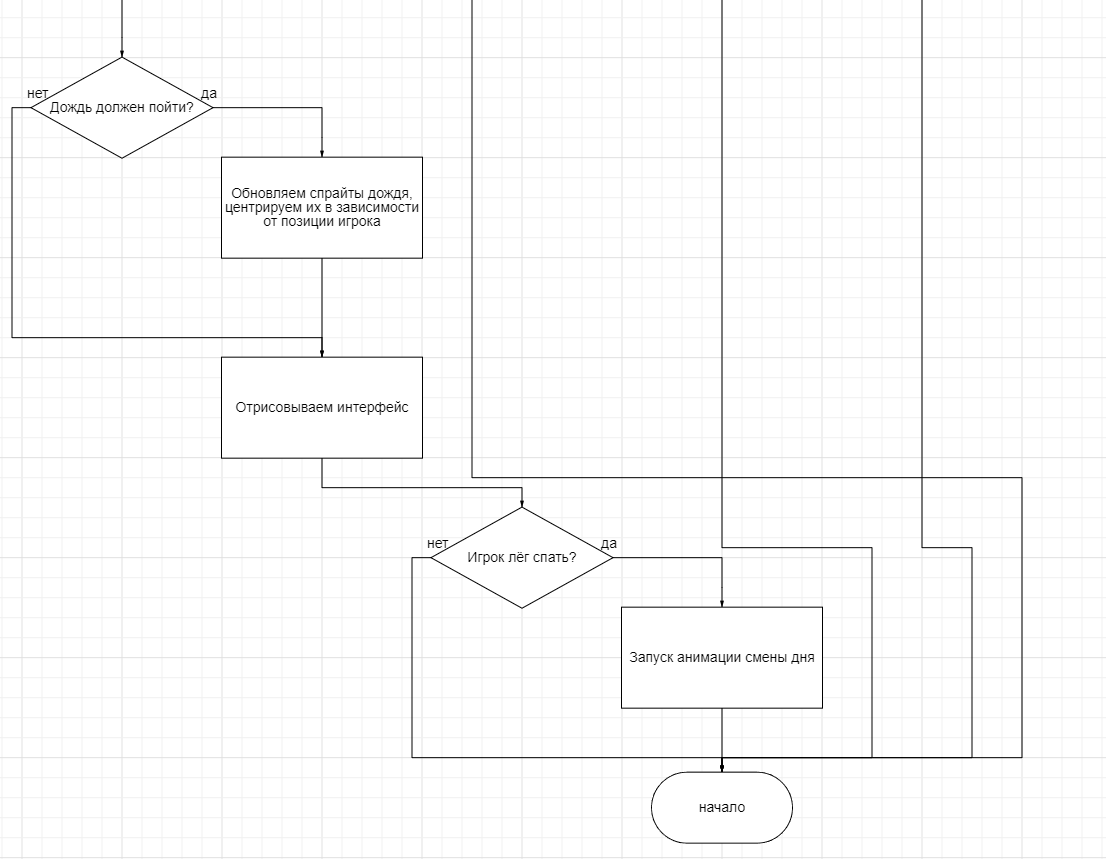 нет
да
Дождь должен пойти?
Обновляем спрайты дождя,
центрируем их в зависимости
от позиции игрока
Отрисовываем интерфейс
нет
да
Игрок лёг спать?
Запуск анимации смены дня
начало